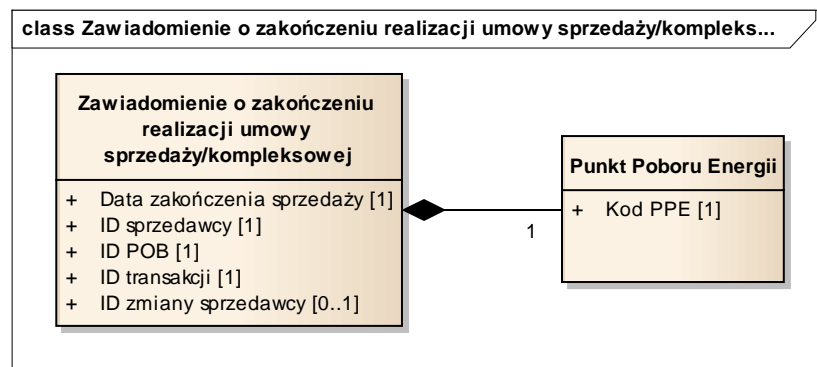 class Zawiadomienie o zakończeniu realizacji umowy sprzedaży/kompleks...
Zawiadomienie o zakończeniu
realizacji umowy
sprzedaży/kompleksowej
+ Data zakończenia sprzedaży [1]
+ ID sprzedawcy [1]
+ ID POB [1]
+ ID transakcji [1]
+ ID zmiany sprzedawcy [0..1]
Punkt Poboru Energii
+ Kod PPE [1]
1